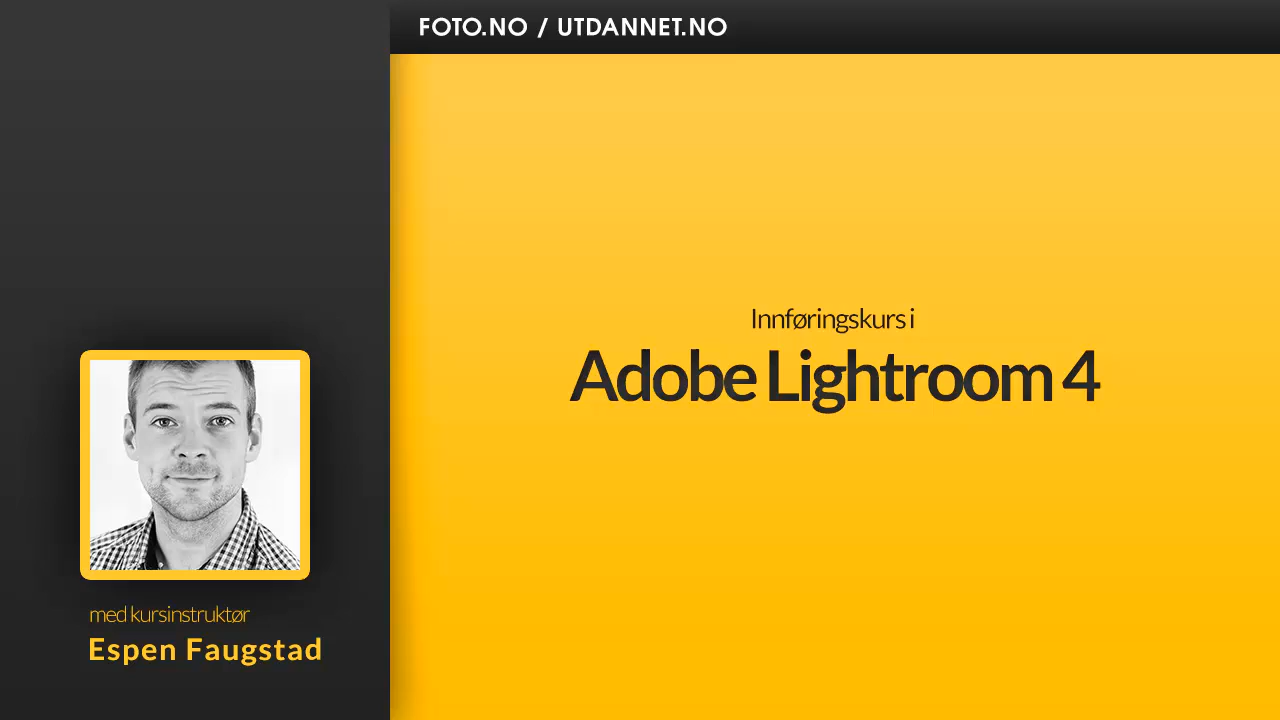 FOTO.NO / UTDANNET.NO
Innføringskurs i
Adobe Lightroom 4
med kursinstruktør
Espen Faugstad